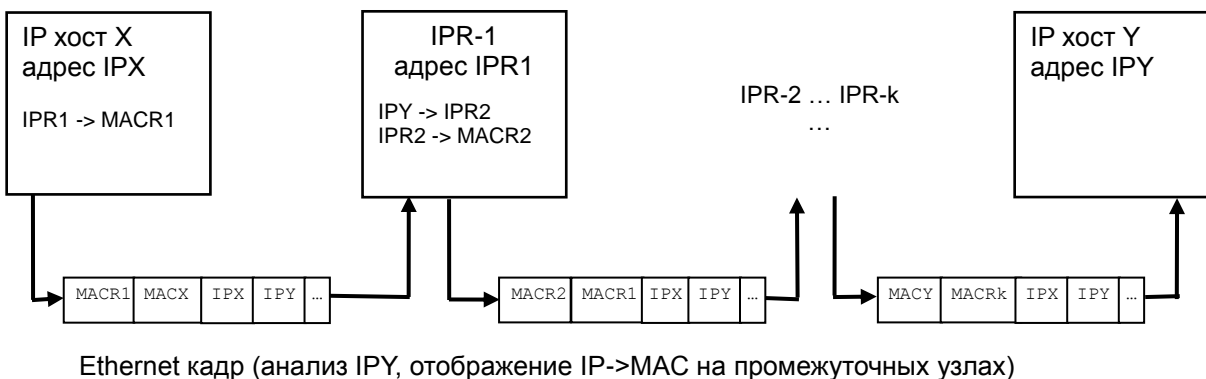 IP хост X
адрес IPX
IPR1 -> MACR1
IPR-1
адрес IPR1
IPY -> IPR2
IPR2 -> MACR2
IPR-2 … IPR-k
…
IP хост Y
адрес IPY
MACR1 MACX IPX IPY …
MACR2 MACR1 IPX IPY …
MACY MACRk IPX IPY …
Ethernet кадр (анализ IPY, отображение IP->MAC на промежуточных узлах)